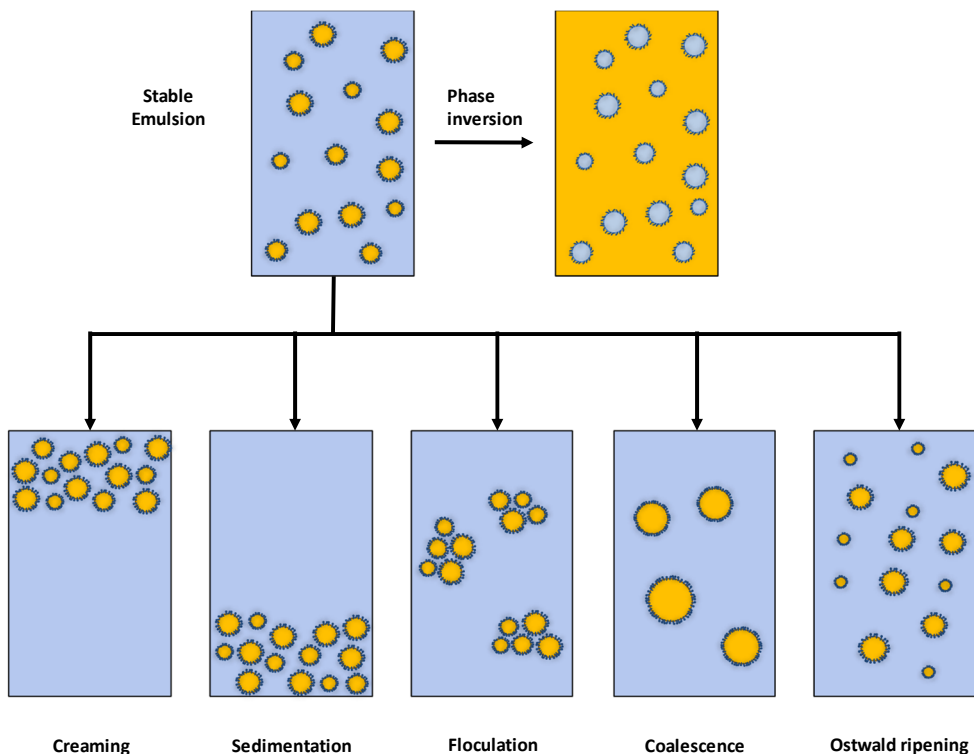 Stable
Emulsion
Phase
inversion
Creaming
Sedimentation
Floculation
Coalescence
Ostwald ripening